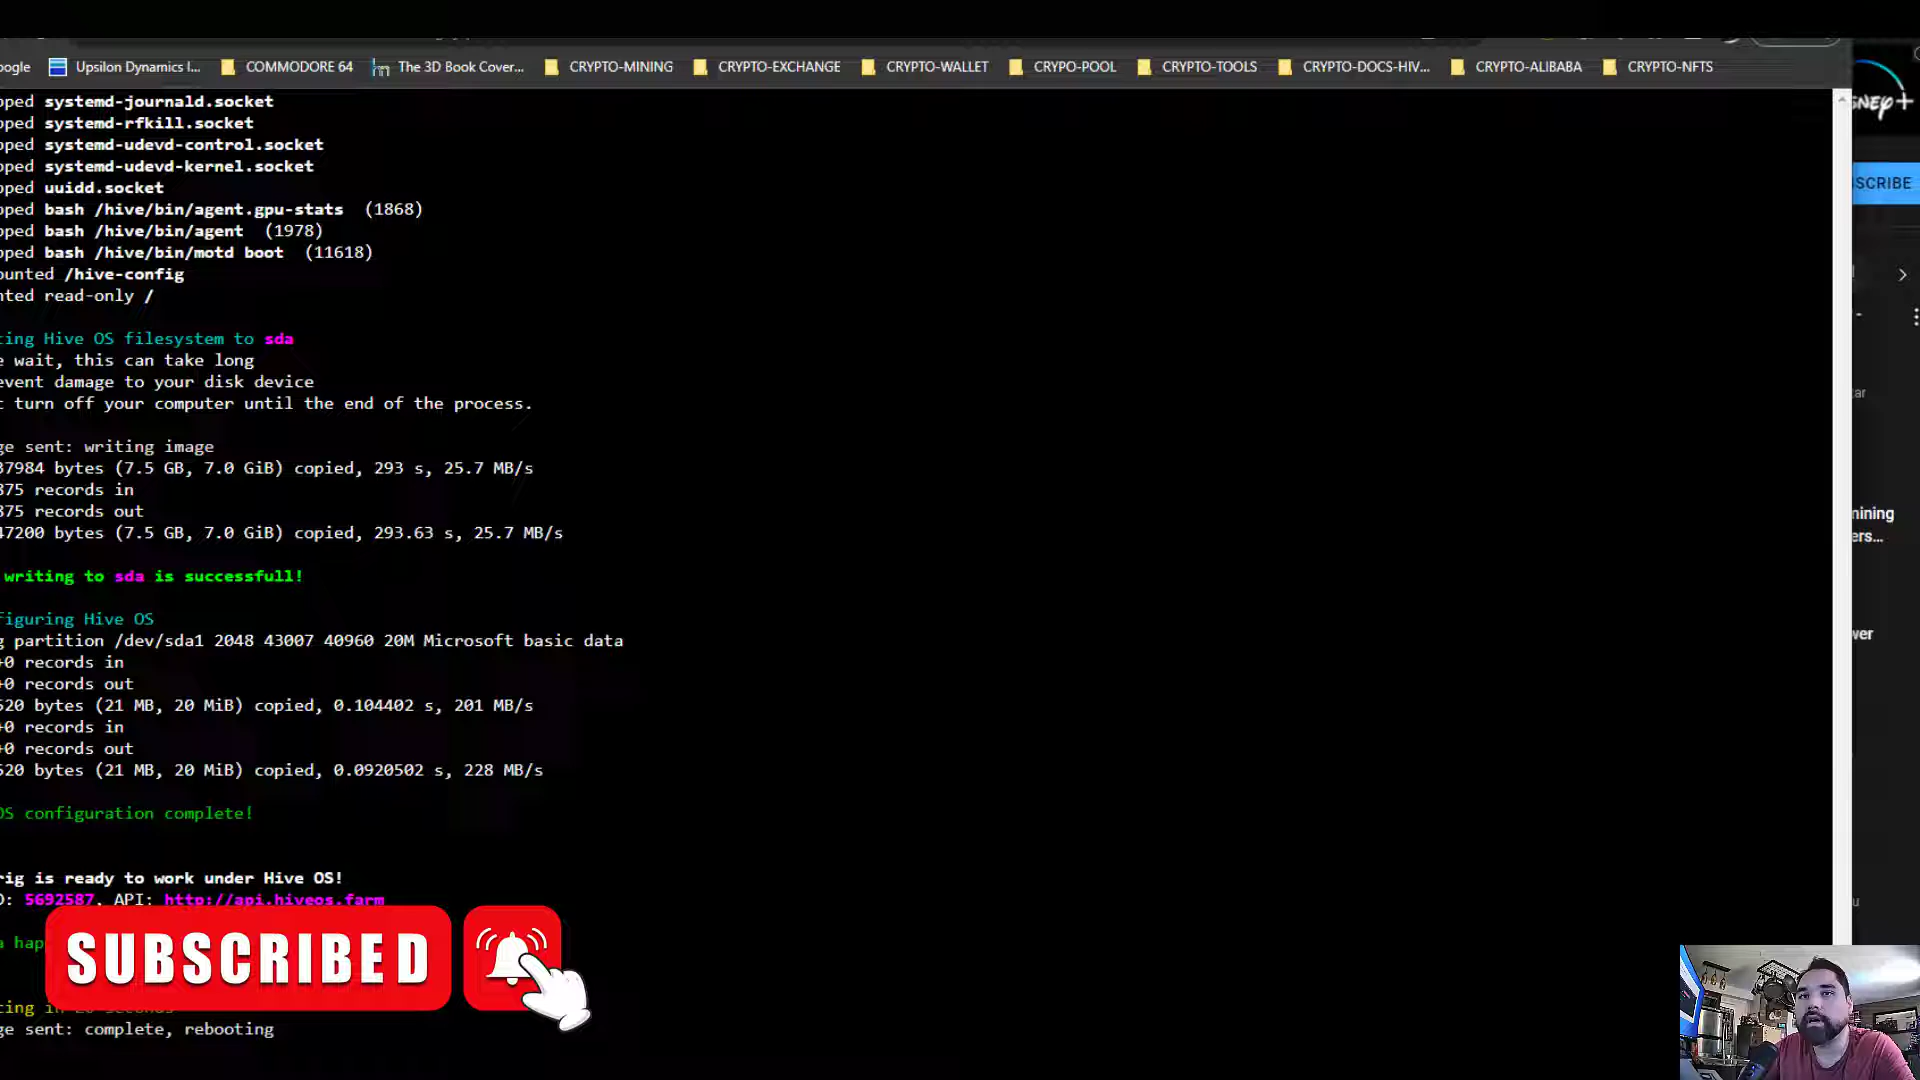 oogle Upsilon Dynamics I... COMMODORE 64 The 3D Book Cover... CRYPTO-MINING CRYPTO-EXCHANGE CRYPTO-WALLET CRYPO-POOL CRYPTO-TOOLS CRYPTO-DOCS-HIV... CRYPTO-ALIBABA CRYPTO-NFTS
pped systemd-journald.socket
pped systemd-rfkill.socket
pped systemd-udevd-control.socket
pped systemd-udevd-kernel.socket
pped uuidd.socket
pped bash /hive/bin/agent.gpu-stats (1868)
pped bash /hive/bin/agent (1978)
pped bash /hive/bin/motd boot (11618)
ounted /hive-config
nted read-only /
ting Hive OS filesystem to sda
e wait, this can take long
event damage to your disk device
t turn off your computer until the end of the process.
ge sent: writing image
37984 bytes (7.5 GB, 7.0 GiB) copied, 293 s, 25.7 MB/s
375 records in
375 records out
47200 bytes (7.5 GB, 7.0 GiB) copied, 293.63 s, 25.7 MB/s
writing to sda is successfull!
figuring Hive OS
g partition /dev/sda1 2048 43007 40960 20M Microsoft basic data
+0 records in
+0 records out
520 bytes (21 MB, 20 MiB) copied, 0.104402 s, 201 MB/s
+0 records in
+0 records out
520 bytes (21 MB, 20 MiB) copied, 0.0920502 s, 228 MB/s
OS configuration complete!
rig is ready to work under Hive OS!
D: 5692587, API: http://api.hiveos.farm
a hap
SUBSCRIBED
ge sent: complete, rebooting
SNEY+
SCRIBE
tar
mining
ers...
wer